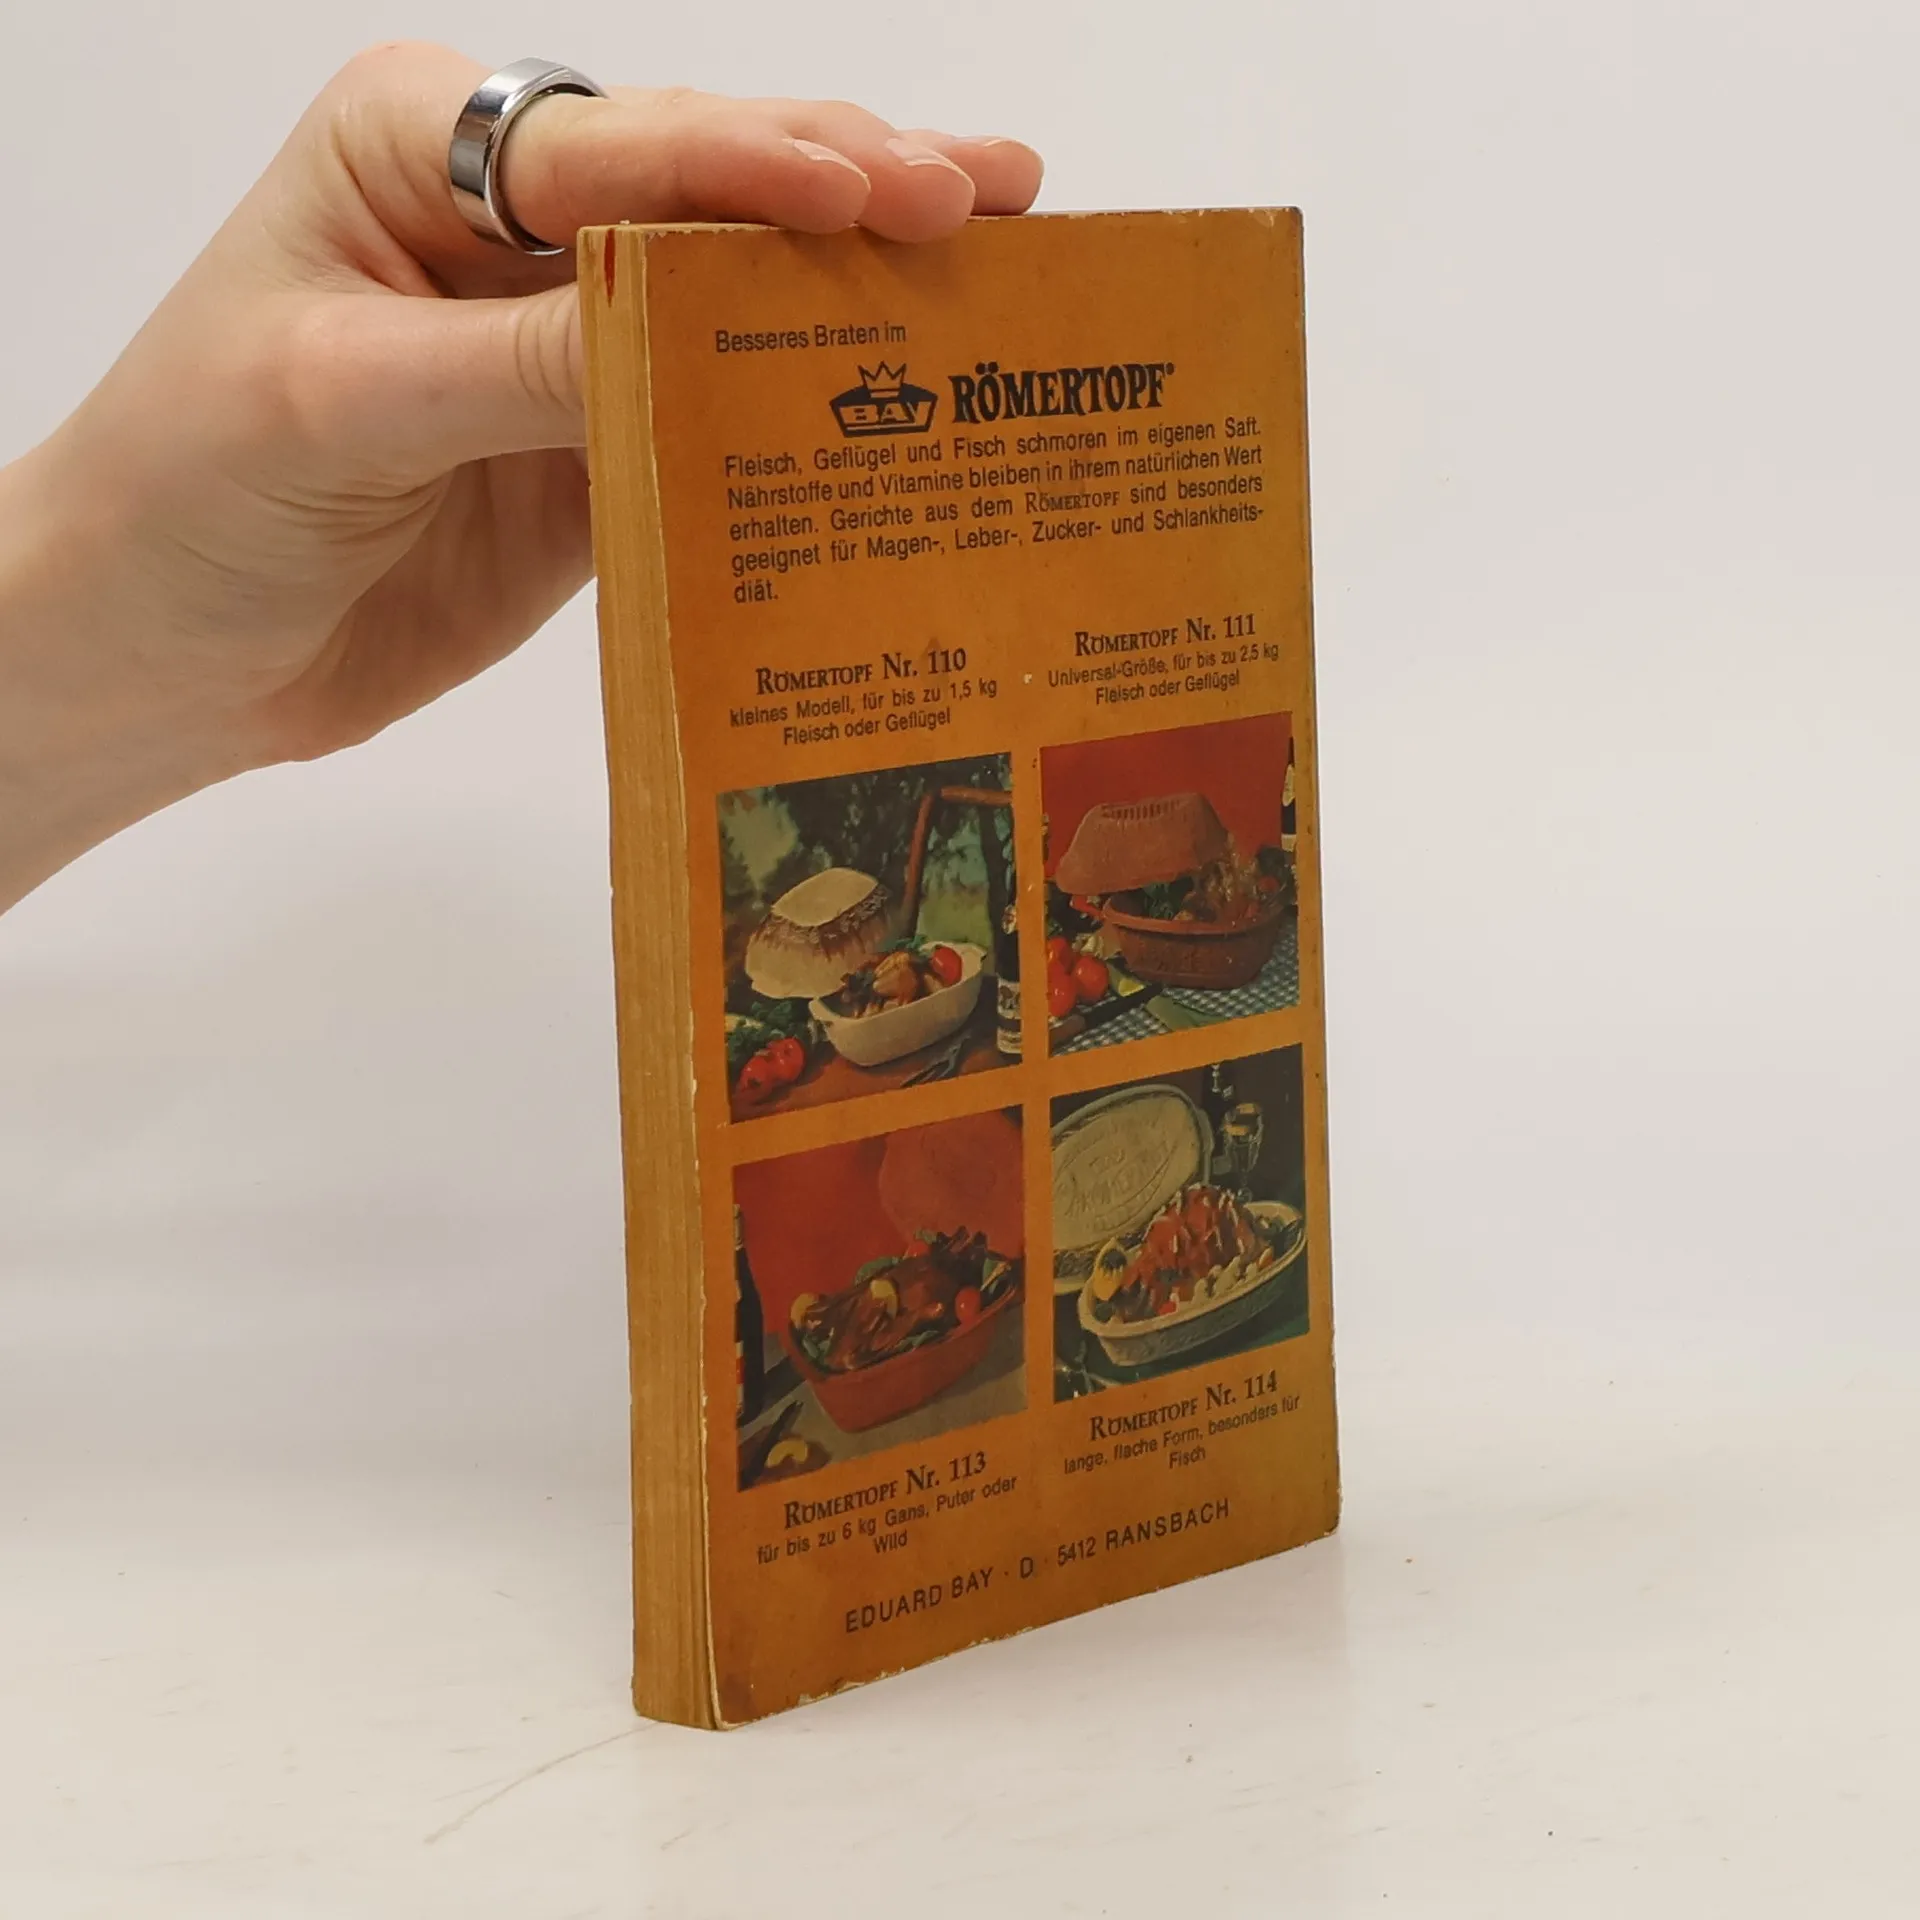 Besseres Braten im
BAY RÖMERTOPF®
Fleisch, Geflügel und Fisch schmoren im eigenen Saft.
Nährstoffe und Vitamine bleiben in ihrem natürlichen Wert
erhalten. Gerichte aus dem RÖMERTOPF sind besonders
geeignet für Magen-, Leber-, Zucker- und Schlankheits-
diät.
RÖMERTOPF Nr. 110
kleines Modell, für bis zu 1,5 kg
Fleisch oder Geflügel
RÖMERTOPF Nr. 111
Universal-Größe, für bis zu 2,5 kg
Fleisch oder Geflügel
RÖMERTOPF Nr. 113
für bis zu 6 kg Gans, Puter oder
Wild
RÖMERTOPF Nr. 114
lange, flache Form, besonders für
Fisch
EDUARD BAY · D · 5412 RANSBACH